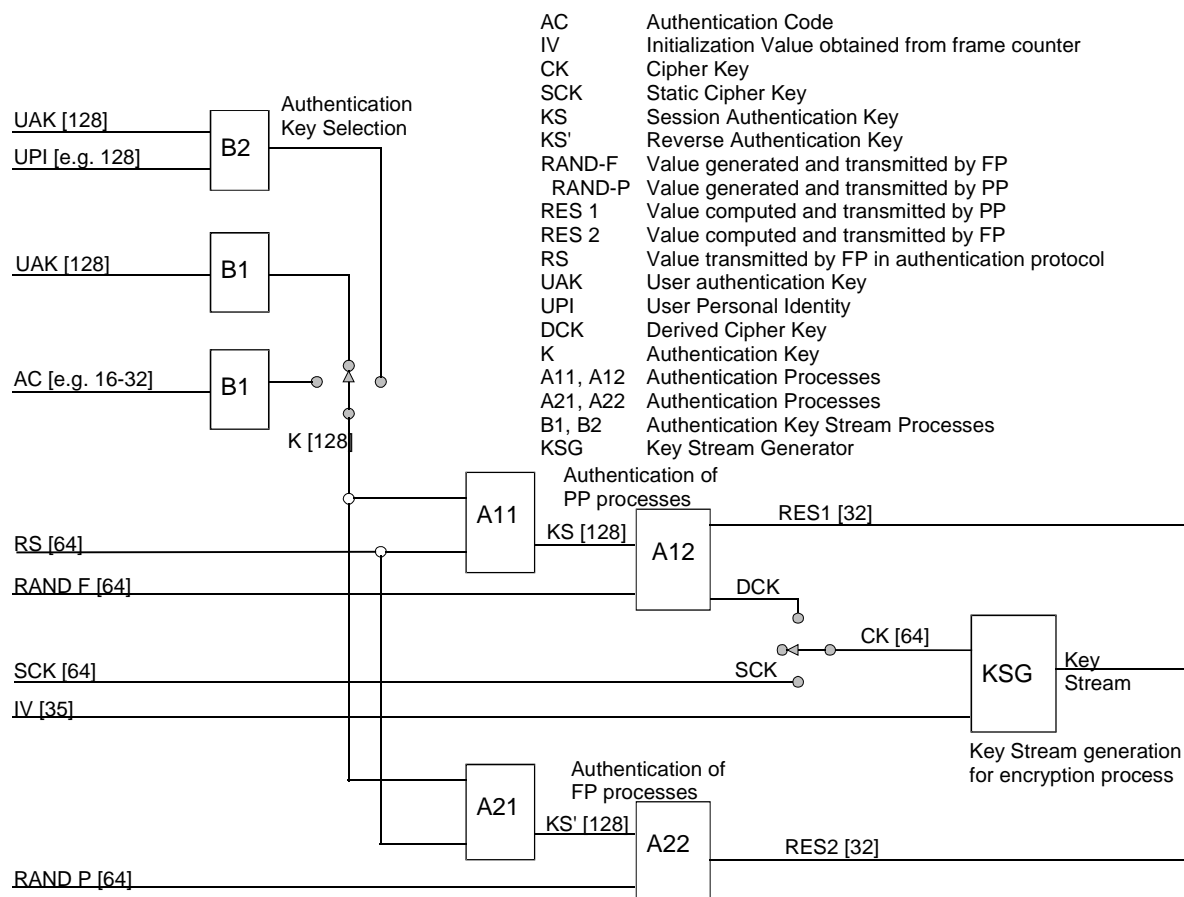 AC Authentication Code
IV Initialization Value obtained from frame counter
CK Cipher Key
SCK Static Cipher Key
KS Session Authentication Key
KS' Reverse Authentication Key
RAND-F Value generated and transmitted by FP
RAND-P Value generated and transmitted by PP
RES 1 Value computed and transmitted by PP
RES 2 Value computed and transmitted by FP
RS Value transmitted by FP in authentication protocol
UAK User authentication Key
UPI User Personal Identity
DCK Derived Cipher Key
K Authentication Key
A11, A12 Authentication Processes
A21, A22 Authentication Processes
B1, B2 Authentication Key Stream Processes
KSG Key Stream Generator
Authentication
Key Selection
UAK [128]
UPI [e.g. 128]
B2
UAK [128]
B1
AC [e.g. 16-32]
B1
K [128]
Authentication of
PP processes
A11
KS [128]
A12
RES1 [32]
RS [64]
RAND F [64]
DCK
CK [64]
SCK [64]
SCK
KSG
Key
Stream
IV [35]
Key Stream generation
for encryption process
Authentication of
FP processes
A21
KS' [128]
A22
RES2 [32]
RAND P [64]